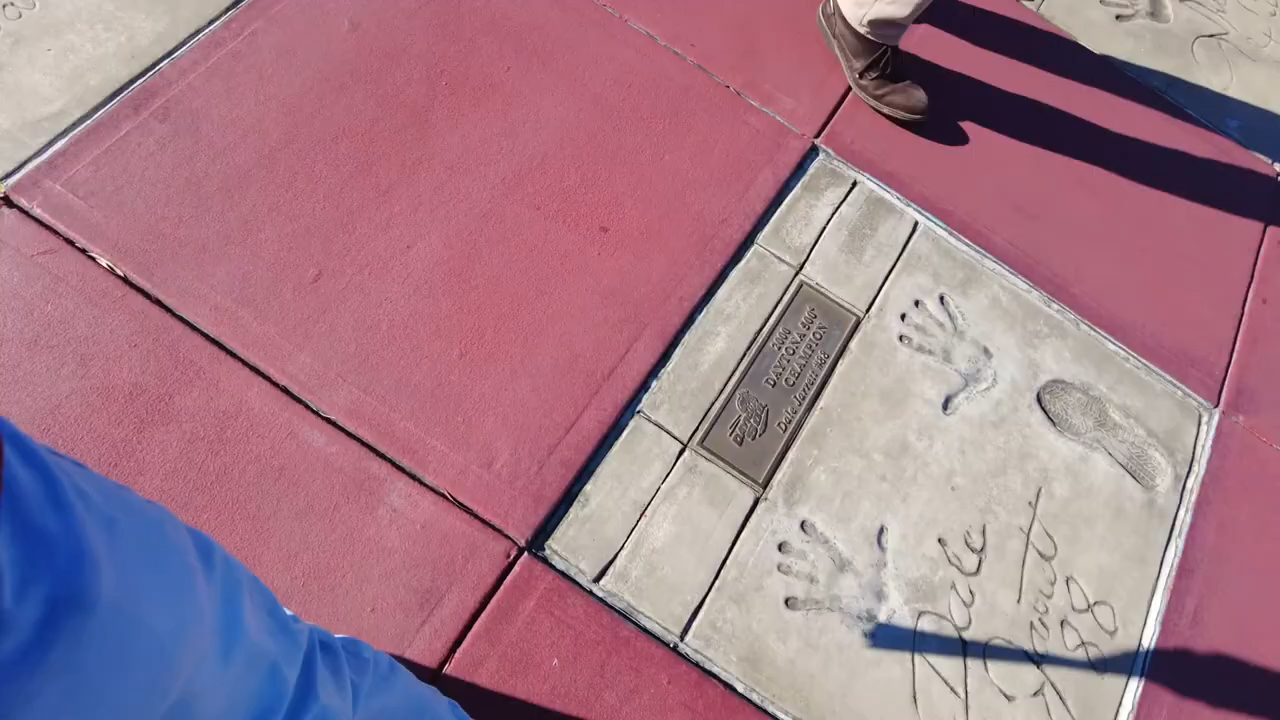 2000
DAYTONA 500
CHAMPION
Dale Jarrett #88
Dale
Jarrett
88